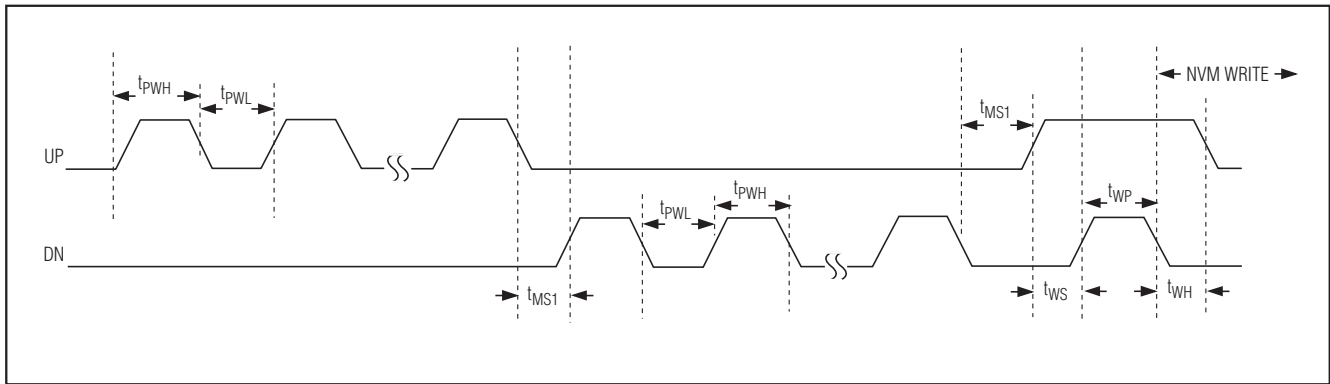 NVM WRITE
tPWH
tPWL
tMS1
UP
tPWL
tPWH
tWP
DN
tMS1
tWS
tWH